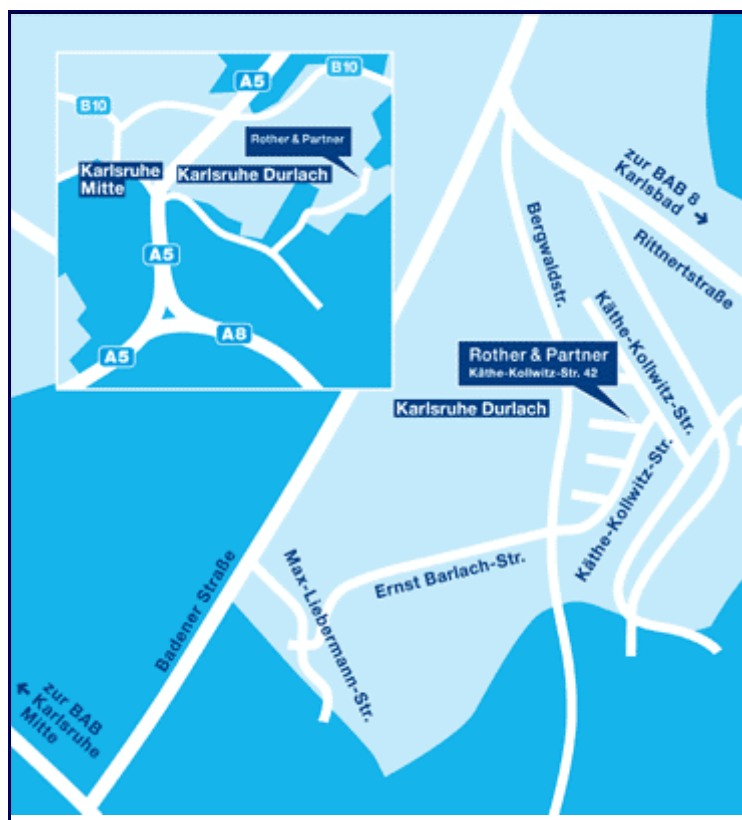 A5
B10
B10
Rother & Partner
Karlsruhe
Mitte
Karlsruhe Durlach
A5
A8
A5
zur BAB 8
Karlsbad →
Rittnertstraße
Bergwaldstr.
Käthe-Kollwitz-Str.
Rother & Partner
Käthe-Kollwitz-Str. 42
Karlsruhe Durlach
Käthe-Kollwitz-Str.
Ernst Barlach-Str.
Max-Liebermann-Str.
Badener Straße
← zur BAB
Karlsruhe
Mitte